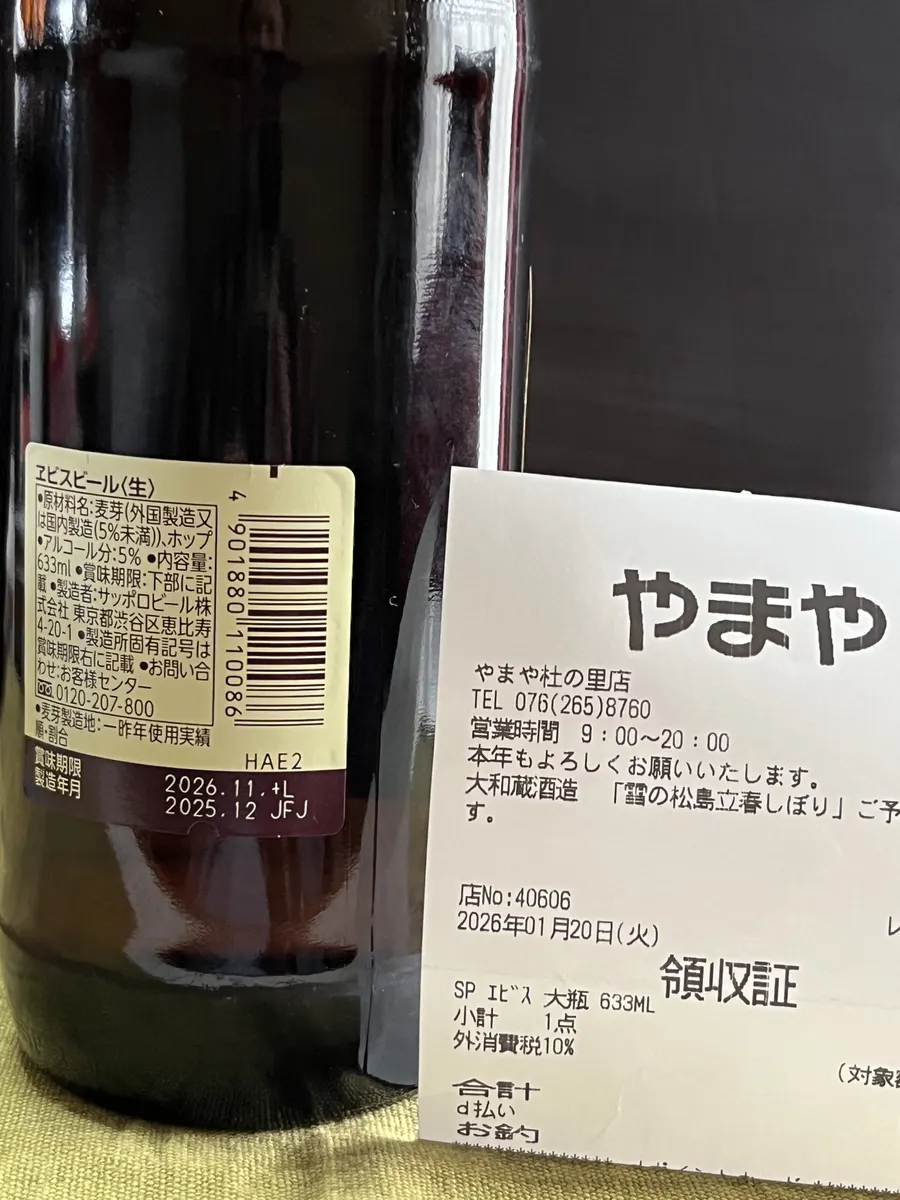 ヱビスビール〈生〉
●原材料名:麦芽(外国製造又
は国内製造(5%未満))、ホップ
●アルコール分:5% ●内容量:
633ml ●賞味期限:下部に記
載 ●製造者:サッポロビール株
式会社 東京都渋谷区恵比寿
4-20-1 ●製造所固有記号は
賞味期限右に記載 ●お問い合
わせ:お客様センター
0120-207-800
●麦芽製造地:一昨年使用実績
順・割合
4 901880 110086
HAE2
賞味期限 2026.11.+L
製造年月 2025.12 JFJ
やまや
やまや杜の里店
TEL 076(265)8760
営業時間 9:00~20:00
本年もよろしくお願いいたします。
大和蔵酒造 「霞の松島立春しぼり」ご予
す。
店No:40606
2026年01月20日(火) レ
領収証
SP ヱビス 大瓶 633ML
小計 1点
外消費税10%
(対象
合計
d払い
お釣